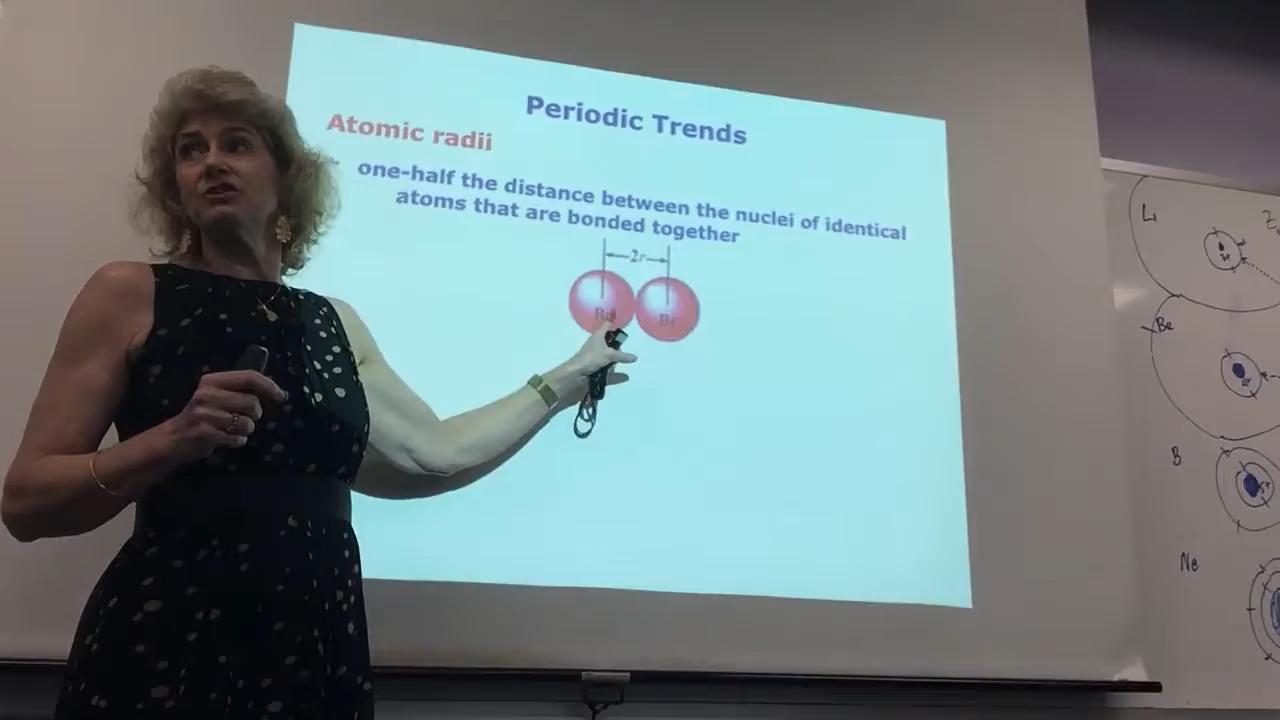 Periodic Trends
Atomic radii
one-half the distance between the nuclei of identical
atoms that are bonded together
2r
Br
Li
Be
B
Ne